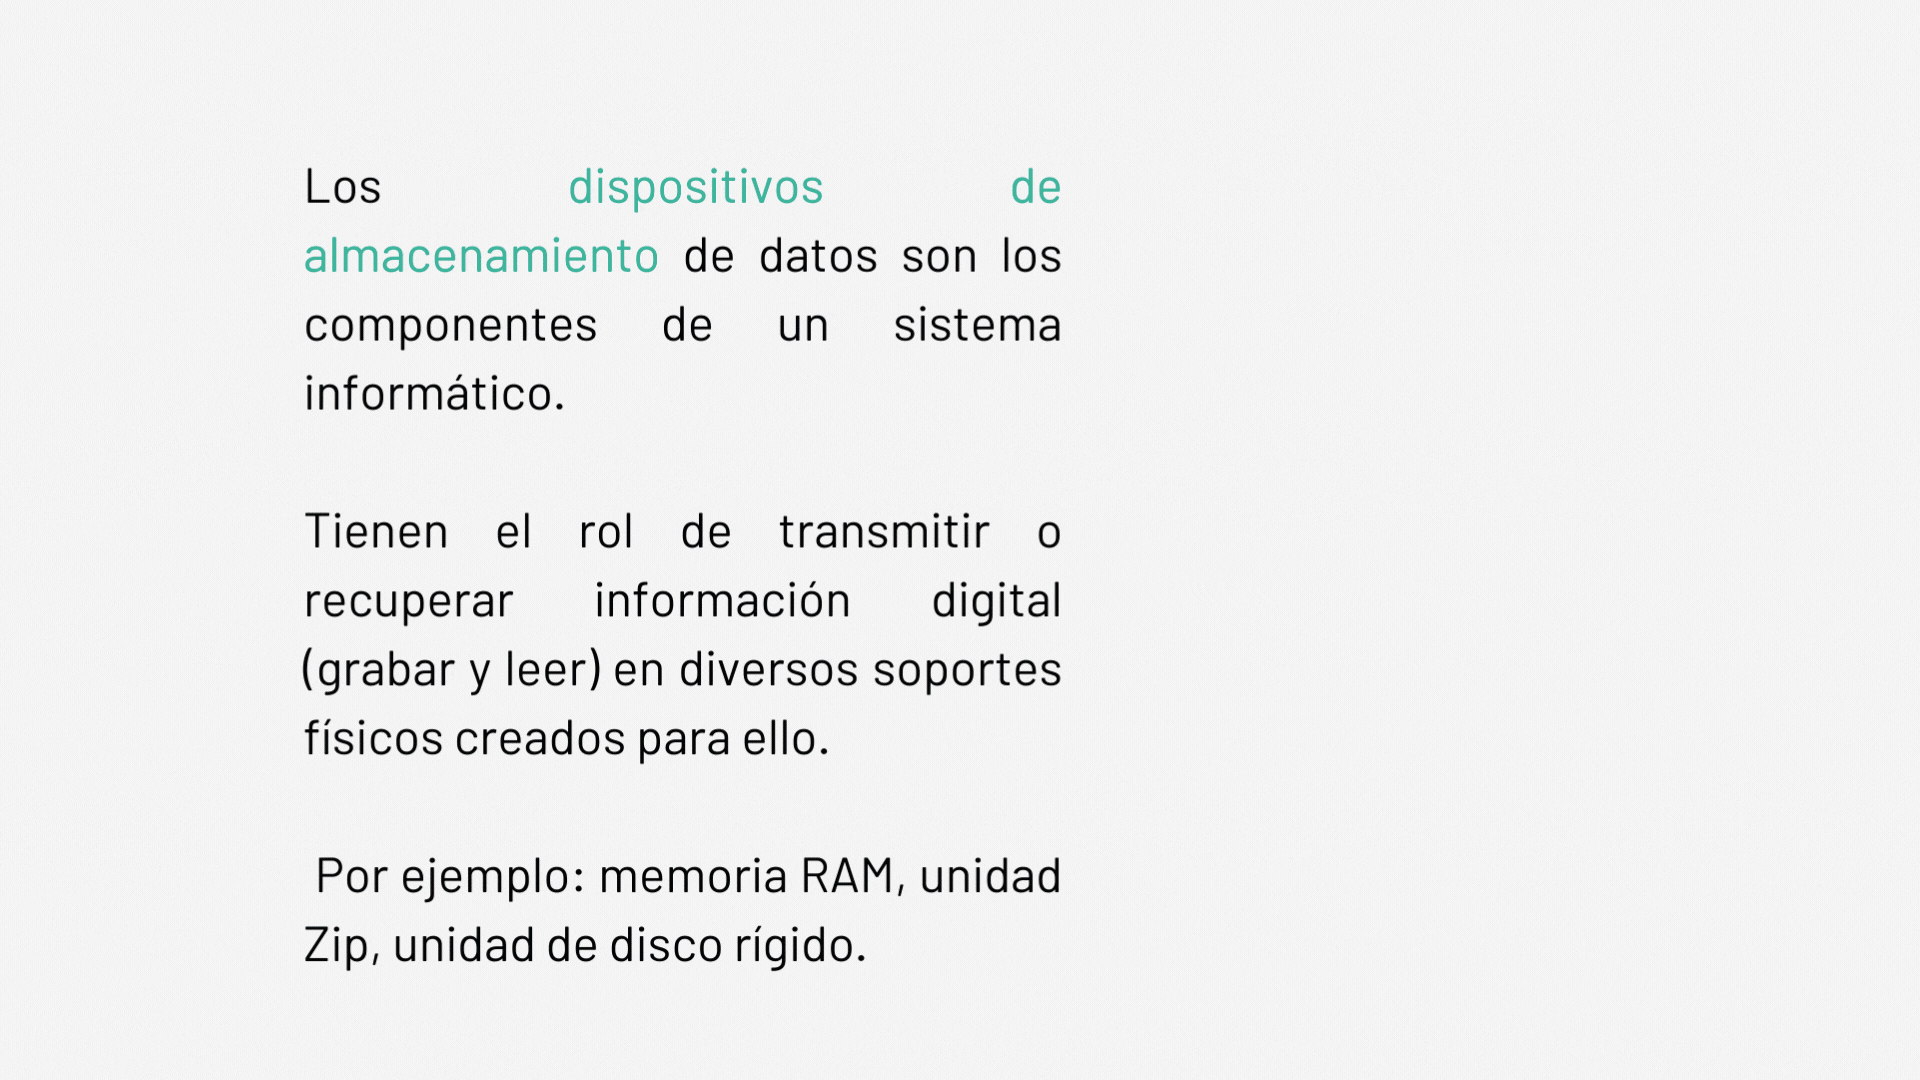 Los dispositivos de
almacenamiento de datos son los
componentes de un sistema
informático.
Tienen el rol de transmitir o
recuperar información digital
(grabar y leer) en diversos soportes
físicos creados para ello.
Por ejemplo: memoria RAM, unidad
Zip, unidad de disco rígido.